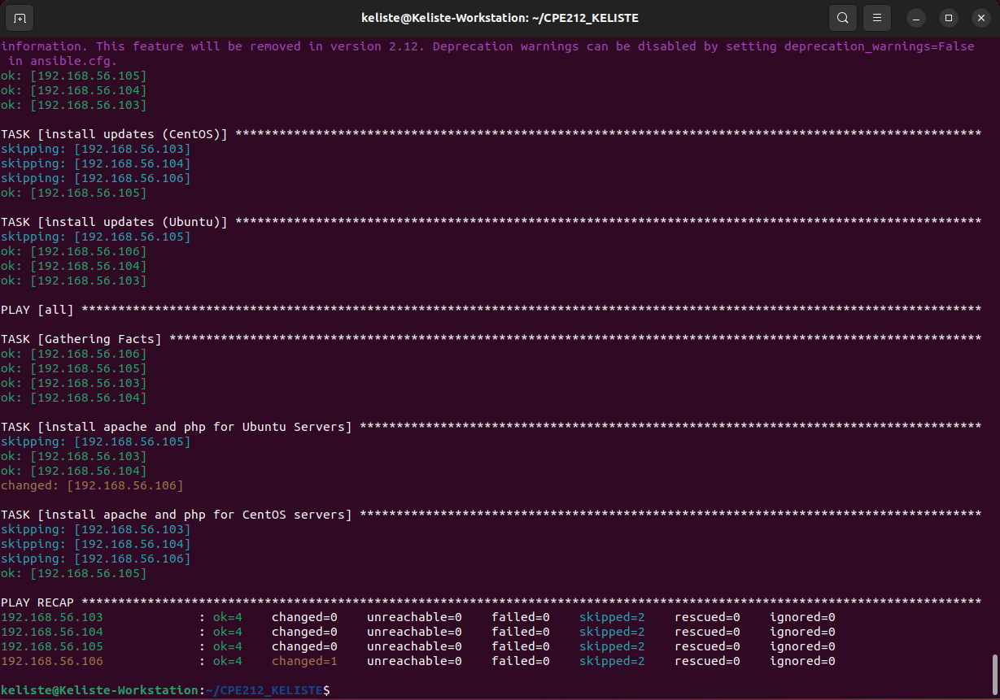 keliste@Keliste-Workstation: ~/CPE212_KELISTE
information. This feature will be removed in version 2.12. Deprecation warnings can be disabled by setting deprecation_warnings=False
 in ansible.cfg.
ok: [192.168.56.105]
ok: [192.168.56.104]
ok: [192.168.56.103]

TASK [install updates (CentOS)] ******************************************************************************************************
skipping: [192.168.56.103]
skipping: [192.168.56.104]
skipping: [192.168.56.106]
ok: [192.168.56.105]

TASK [install updates (Ubuntu)] ******************************************************************************************************
skipping: [192.168.56.105]
ok: [192.168.56.106]
ok: [192.168.56.104]
ok: [192.168.56.103]

PLAY [all] ***************************************************************************************************************************

TASK [Gathering Facts] ***************************************************************************************************************
ok: [192.168.56.106]
ok: [192.168.56.105]
ok: [192.168.56.103]
ok: [192.168.56.104]

TASK [install apache and php for Ubuntu Servers] *************************************************************************************
skipping: [192.168.56.105]
ok: [192.168.56.103]
ok: [192.168.56.104]
changed: [192.168.56.106]

TASK [install apache and php for CentOS servers] *************************************************************************************
skipping: [192.168.56.103]
skipping: [192.168.56.104]
skipping: [192.168.56.106]
ok: [192.168.56.105]

PLAY RECAP ***************************************************************************************************************************
192.168.56.103             : ok=4    changed=0    unreachable=0    failed=0    skipped=2    rescued=0    ignored=0
192.168.56.104             : ok=4    changed=0    unreachable=0    failed=0    skipped=2    rescued=0    ignored=0
192.168.56.105             : ok=4    changed=0    unreachable=0    failed=0    skipped=2    rescued=0    ignored=0
192.168.56.106             : ok=4    changed=1    unreachable=0    failed=0    skipped=2    rescued=0    ignored=0

keliste@Keliste-Workstation:~/CPE212_KELISTE$